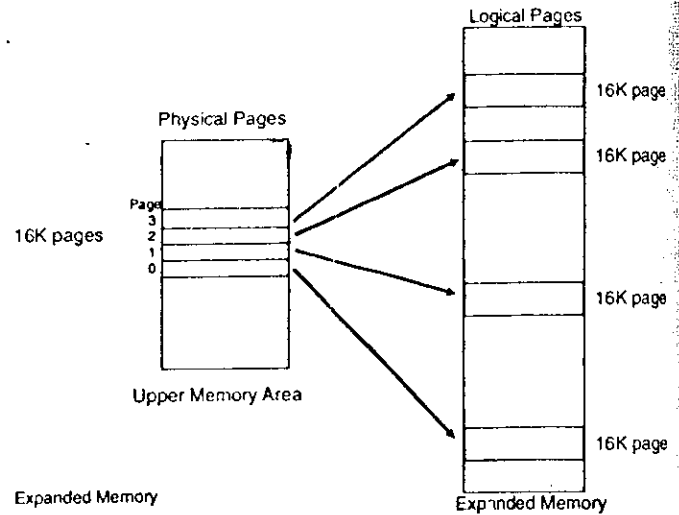 Logical Pages
16K page
Physical Pages
16K page
Page
3
16K pages
2
1
0
16K page
Upper Memory Area
16K page
Expanded Memory
Expanded Memory